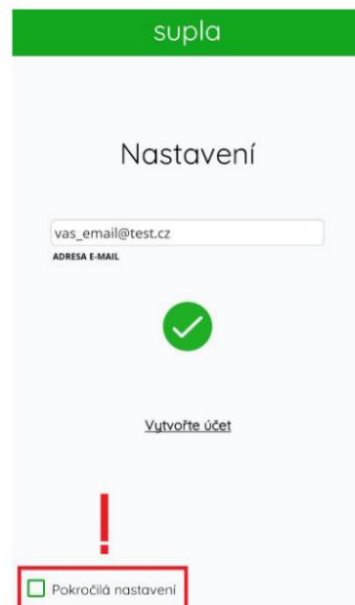 supla
Nastavení
vas_email@test.cz
ADRESA E-MAIL
Vytvořte účet
!
Pokročilá nastavení